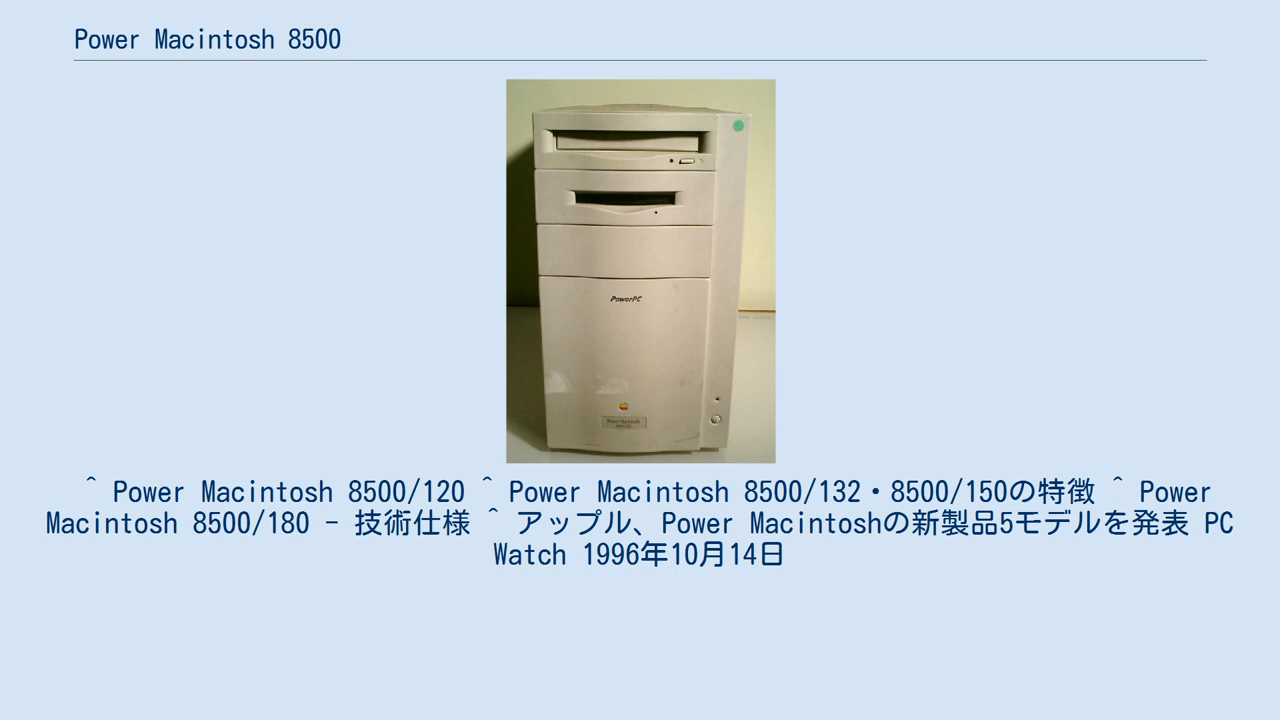 Power Macintosh 8500
PowerPC
^ Power Macintosh 8500/120 ^ Power Macintosh 8500/132・8500/150の特徴 ^ Power
Macintosh 8500/180 - 技術仕様 ^ アップル、Power Macintoshの新製品5モデルを発表 PC
Watch 1996年10月14日